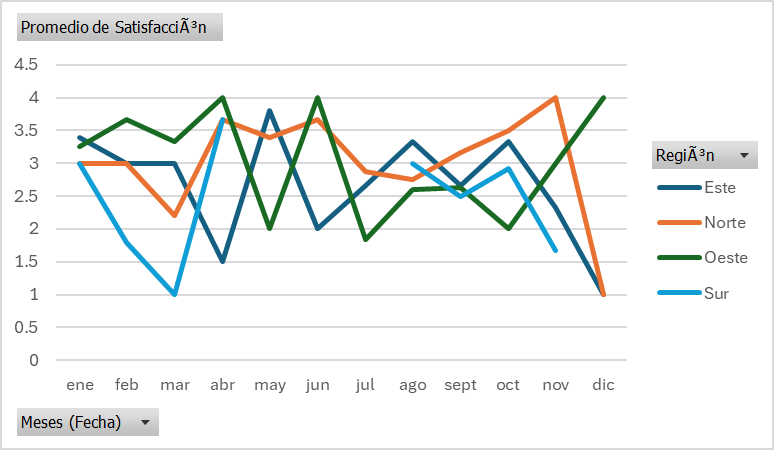 Promedio de SatisfacciÃ³n
4.5
4
3.5
3
2.5
2
1.5
1
0.5
0
ene feb mar abr may jun jul ago sept oct nov dic
RegiÃ³n
Este
Norte
Oeste
Sur
Meses (Fecha)